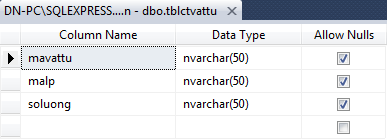 DN-PC\SQLEXPRESS....n - dbo.tblctvattu
Column Name Data Type Allow Nulls
mavattu nvarchar(50)
malp nvarchar(50)
soluong nvarchar(50)